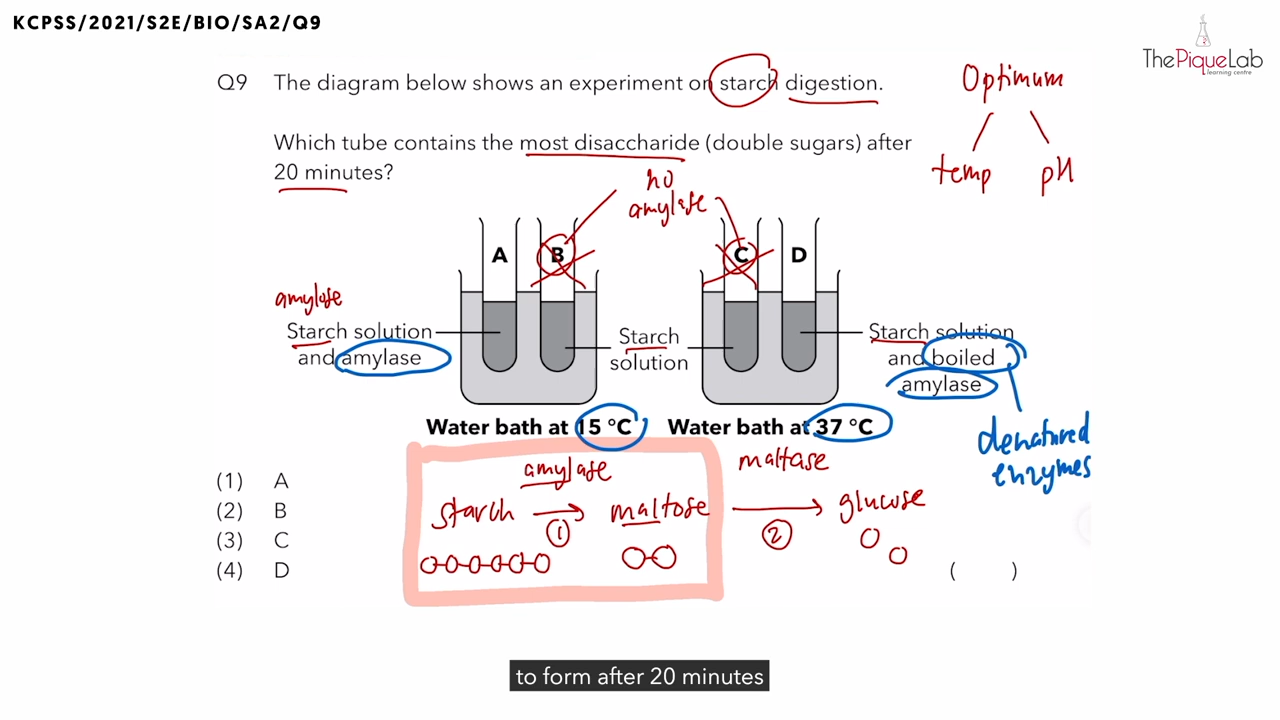 KCPSS/2021/S2E/BIO/SA2/Q9
ThePiqueLab
learning centre
Q9 The diagram below shows an experiment on starch digestion.
Optimum
Which tube contains the most disaccharide (double sugars) after
20 minutes?
temp pH
no
amylase
A B C D
amylose
Starch solution
and amylase
Starch
solution
Starch solution
and boiled
amylase
Water bath at 15 °C Water bath at 37 °C
denatured
enzymes
amylase maltase
starch maltose glucose
1 2
(1) A
(2) B
(3) C
(4) D ( )
to form after 20 minutes